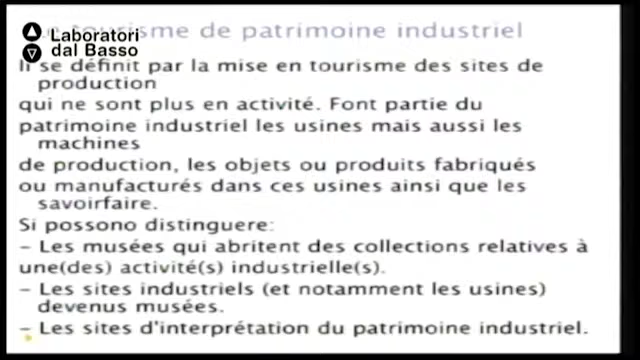 Laboratori
dal Basso
tourisme de patrimoine industriel
Il se définit par la mise en tourisme des sites de
production
qui ne sont plus en activité. Font partie du
patrimoine industriel les usines mais aussi les
machines
de production, les objets ou produits fabriqués
ou manufacturés dans ces usines ainsi que les
savoirfaire.
Si possono distinguere:
- Les musées qui abritent des collections relatives à
une(des) activité(s) industrielle(s).
- Les sites industriels (et notamment les usines)
devenus musées.
- Les sites d'interprétation du patrimoine industriel.